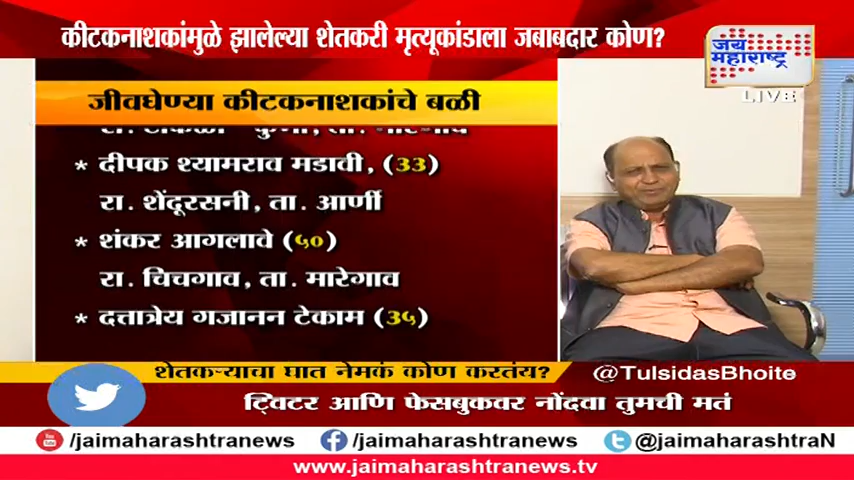 कीटकनाशकांमुळे झालेल्या शेतकरी मृत्यूकांडाला जबाबदार कोण?
जय
महाराष्ट्र
LIVE
जीवघेण्या कीटकनाशकांचे बळी
* दीपक श्यामराव मडावी, (33)
रा. शेंदूरसनी, ता. आर्णी
* शंकर आगलावे (५०)
रा. चिचगाव, ता. मारेगाव
* दत्तात्रेय गजानन टेकाम (३५)
शेतकऱ्याचा घात नेमकं कोण करतंय?
@TulsidasBhoite
ट्विटर आणि फेसबुकवर नोंदवा तुमची मतं
/jaimaharashtranews
/jaimaharashtranews
@jaimaharashtraN
www.jaimaharashtranews.tv